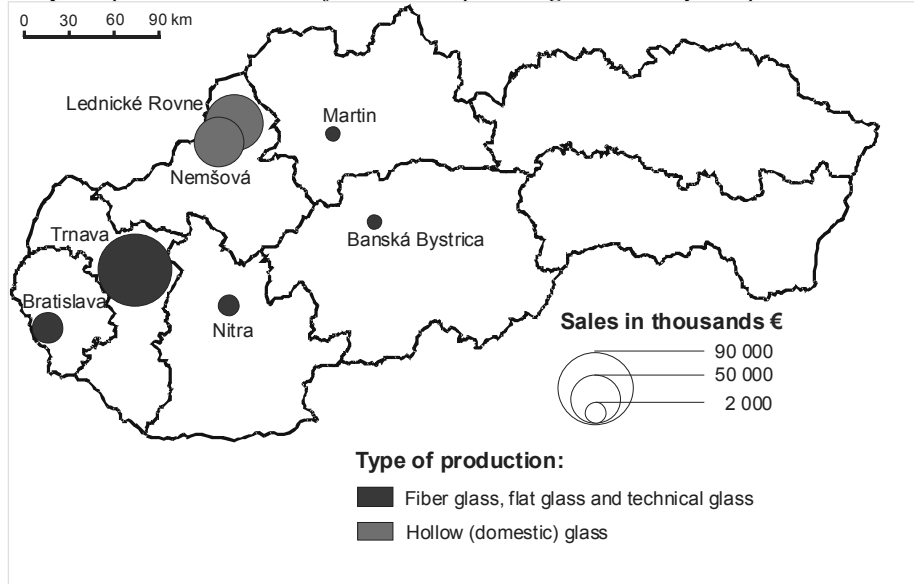 0 30 60 90 km
Lednické Rovne
Martin
Nemšová
Trnava
Banská Bystrica
Bratislava
Nitra
Sales in thousands €
90 000
50 000
2 000
Type of production:
Fiber glass, flat glass and technical glass
Hollow (domestic) glass